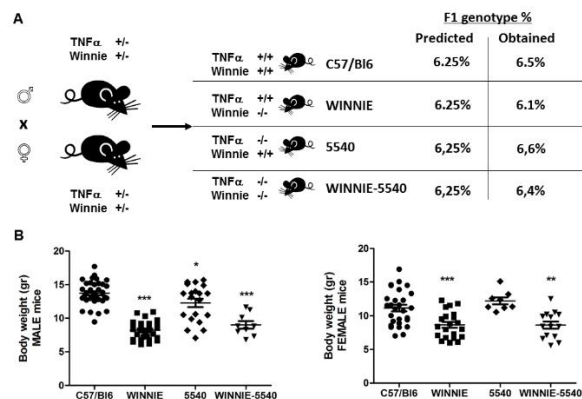 A
F1 genotype %
Predicted Obtained
TNFα +/-
Winnie +/-
♂
X
♀
TNFα +/-
Winnie +/-
TNFα +/+
Winnie +/+
C57/Bl6 6.25% 6.5%
TNFα +/+
Winnie -/-
WINNIE 6.25% 6.1%
TNFα -/-
Winnie +/+
5540 6,25% 6,6%
TNFα -/-
Winnie -/-
WINNIE-5540 6,25% 6,4%
B
Body weight (gr)
MALE mice
20
15
10
5
0
***
*
***
C57/Bl6 WINNIE 5540 WINNIE-5540
Body weight (gr)
FEMALE mice
20
15
10
5
0
***
**
C57/Bl6 WINNIE 5540 WINNIE-5540